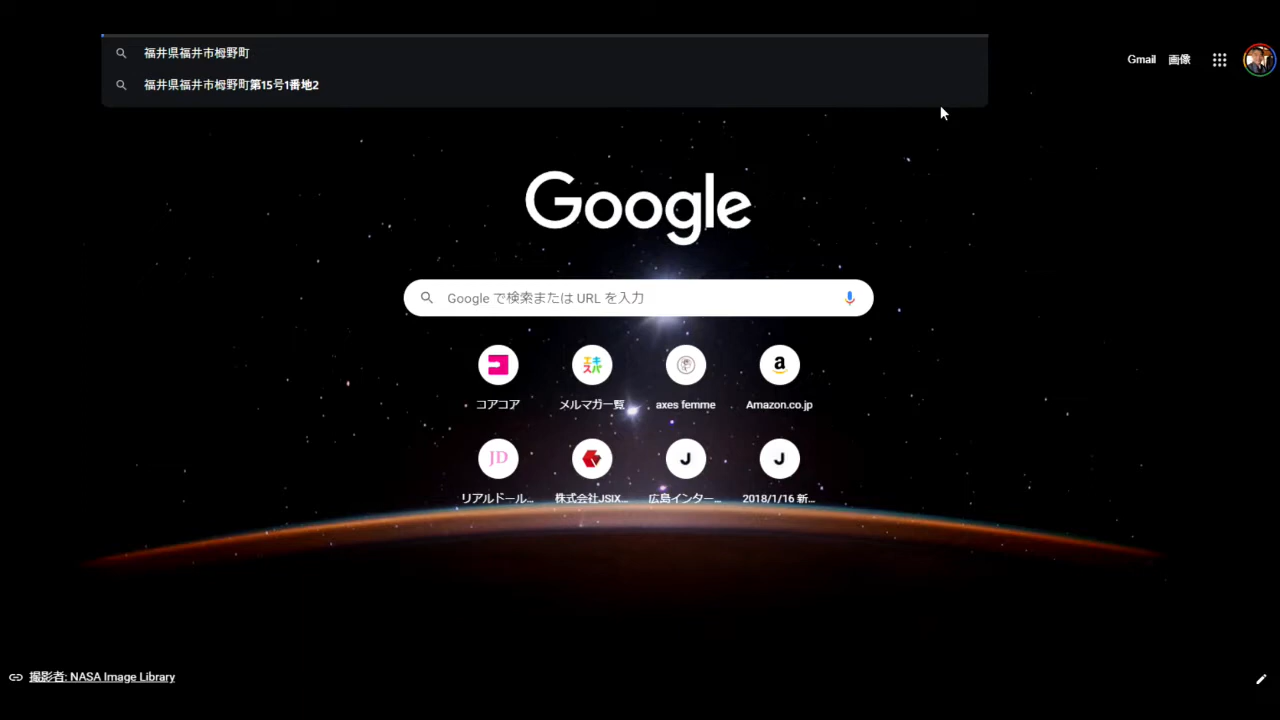 福井県福井市栂野町
福井県福井市栂野町第15号1番地2
Gmail 画像
Google
Google で検索または URL を入力
コアコア メルマガ一覧 axes femme Amazon.co.jp
リアルドール... 株式会社JSIX... 広島インター... 2018/1/16 新...
撮影者: NASA Image Library